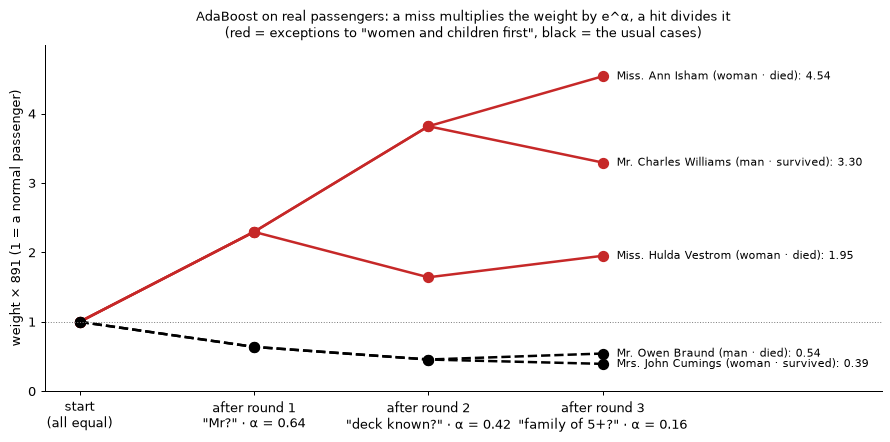 AdaBoost on real passengers: a miss multiplies the weight by e^α, a hit divides it
(red = exceptions to "women and children first", black = the usual cases)
weight × 891 (1 = a normal passenger)
4
3
2
1
0
Miss. Ann Isham (woman · died): 4.54
Mr. Charles Williams (man · survived): 3.30
Miss. Hulda Vestrom (woman · died): 1.95
Mr. Owen Braund (man · died): 0.54
Mrs. John Cumings (woman · survived): 0.39
start
(all equal)
after round 1
"Mr?" · α = 0.64
after round 2
"deck known?" · α = 0.42
after round 3
"family of 5+?" · α = 0.16